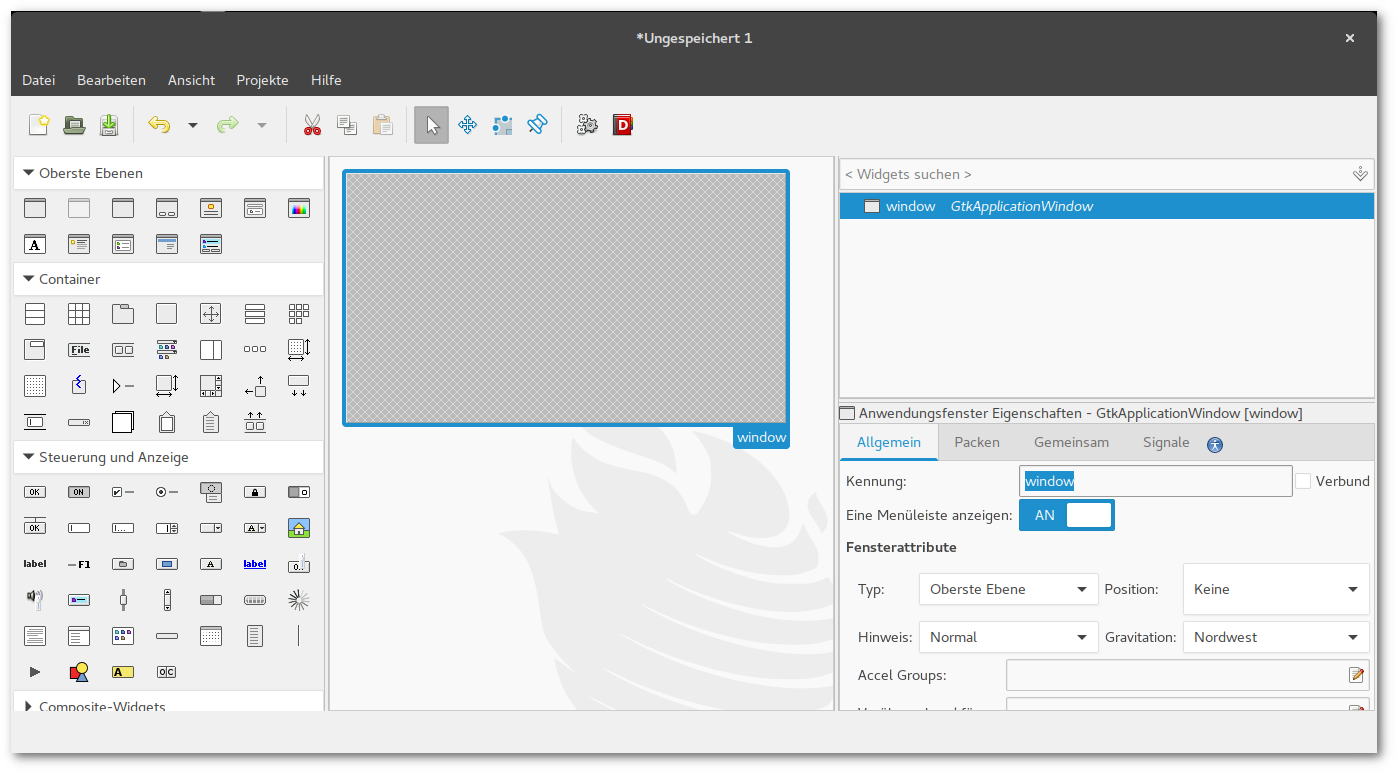 *Ungespeichert 1
Datei Bearbeiten Ansicht Projekte Hilfe
D
Oberste Ebenen
A
Container
File
Steuerung und Anzeige
OK ON
OK A
label F1 A label 0..
A OC
Composite-Widgets
window
< Widgets suchen >
window GtkApplicationWindow
Anwendungsfenster Eigenschaften - GtkApplicationWindow [window]
Allgemein Packen Gemeinsam Signale
Kennung: window Verbund
Eine Menüleiste anzeigen: AN
Fensterattribute
Typ: Oberste Ebene Position: Keine
Hinweis: Normal Gravitation: Nordwest
Accel Groups: